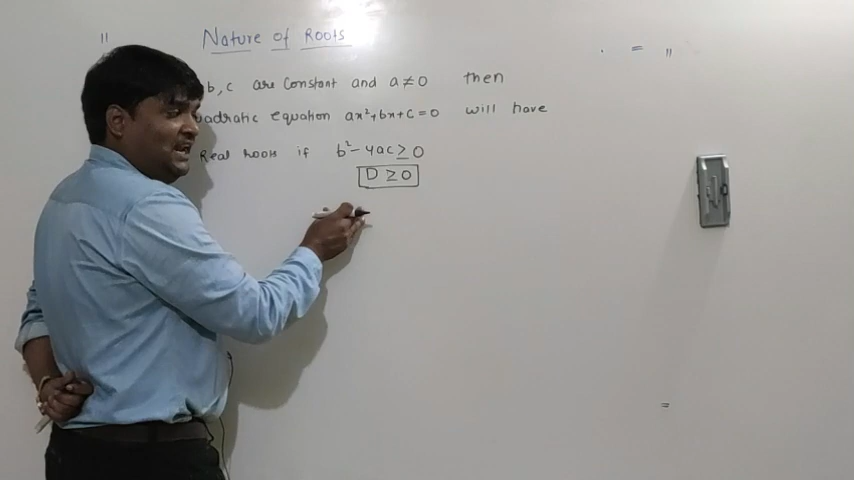 Nature of Roots
b, c are Constant and a ≠ 0 then
uadratic equation ax²+bx+c=0 will have
Real roots if b²-4ac ≥ 0
D ≥ 0